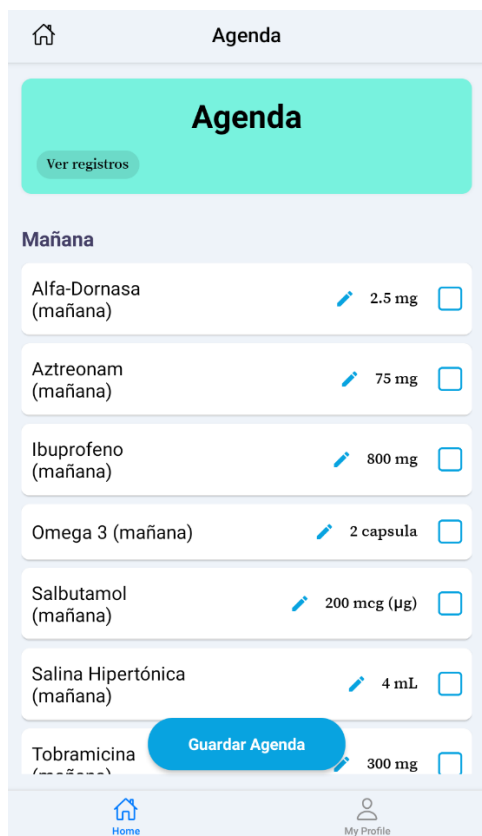 Agenda
Agenda
Ver registros
Mañana
Alfa-Dornasa
(mañana)
2.5 mg
Aztreonam
(mañana)
75 mg
Ibuprofeno
(mañana)
800 mg
Omega 3 (mañana)
2 capsula
Salbutamol
(mañana)
200 mcg (µg)
Salina Hipertónica
(mañana)
4 mL
Tobramicina
300 mg
Guardar Agenda
Home
My Profile